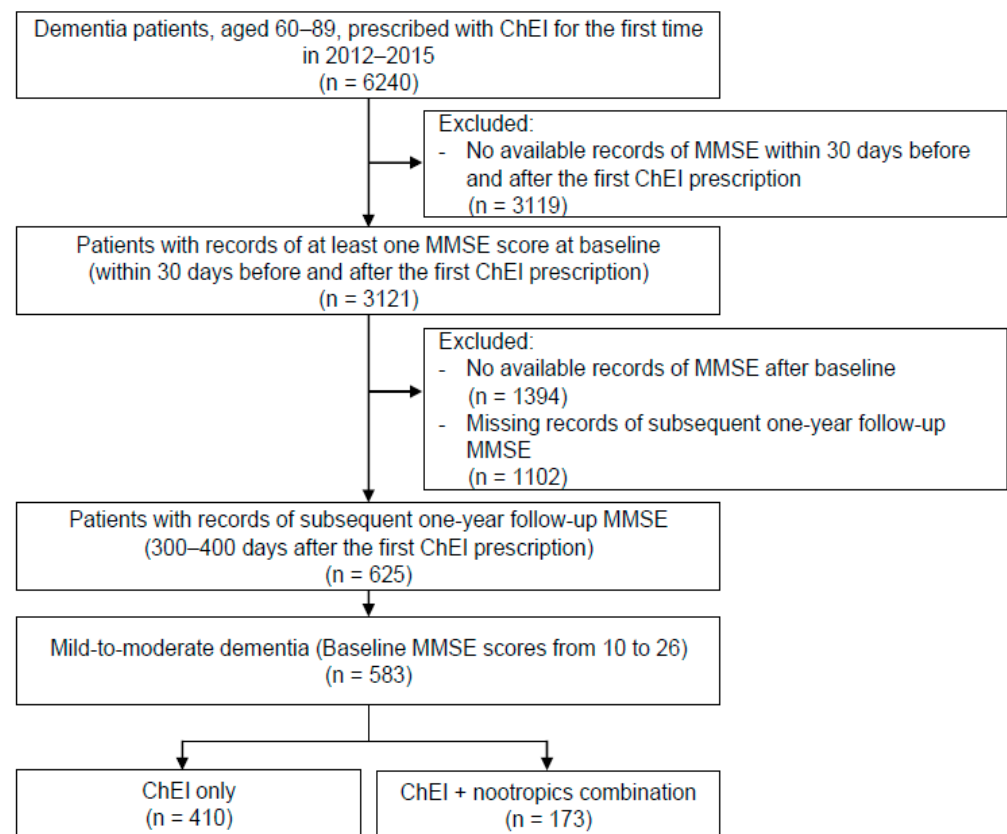 Dementia patients, aged 60–89, prescribed with ChEI for the first time
in 2012–2015
(n = 6240)
Excluded:
- No available records of MMSE within 30 days before
and after the first ChEI prescription
(n = 3119)
Patients with records of at least one MMSE score at baseline
(within 30 days before and after the first ChEI prescription)
(n = 3121)
Excluded:
- No available records of MMSE after baseline
(n = 1394)
- Missing records of subsequent one-year follow-up
MMSE
(n = 1102)
Patients with records of subsequent one-year follow-up MMSE
(300–400 days after the first ChEI prescription)
(n = 625)
Mild-to-moderate dementia (Baseline MMSE scores from 10 to 26)
(n = 583)
ChEI only
(n = 410)
ChEI + nootropics combination
(n = 173)